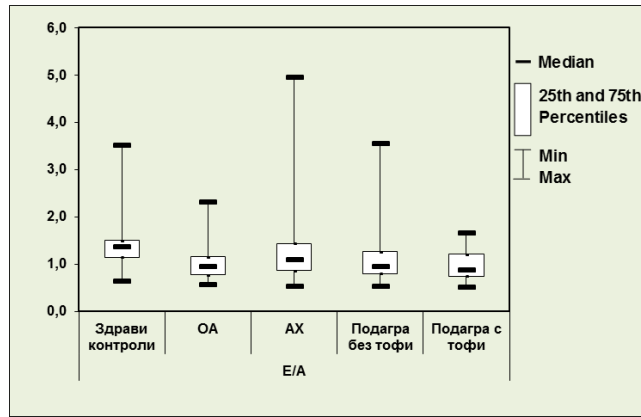 6,0
5,0
4,0
3,0
2,0
1,0
0,0
Здрави контроли
ОА
АХ
Подагра без тофи
Подагра с тофи
E/A
Median
25th and 75th
Percentiles
Min
Max